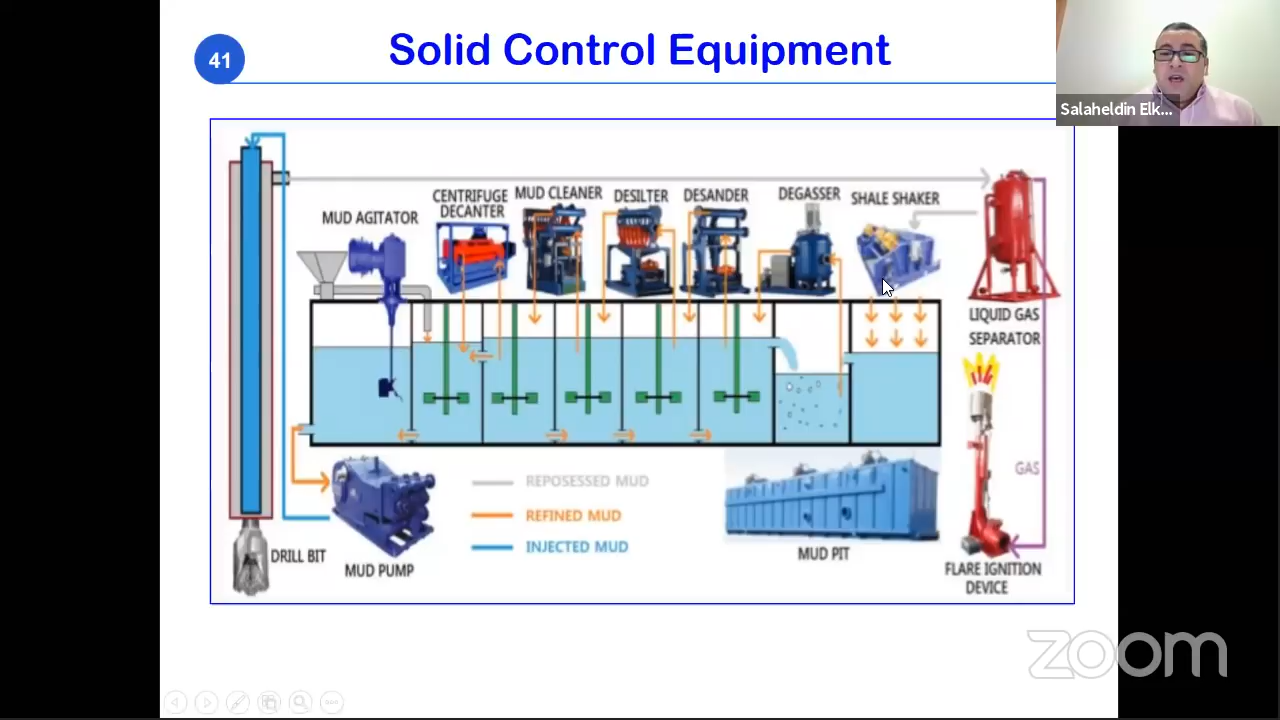 41
Solid Control Equipment
Salaheldin Elk...
MUD AGITATOR
CENTRIFUGE
DECANTER
MUD CLEANER
DESILTER
DESANDER
DEGASSER
SHALE SHAKER
LIQUID GAS
SEPARATOR
GAS
DRILL BIT
MUD PUMP
REPOSESSED MUD
REFINED MUD
INJECTED MUD
MUD PIT
FLARE IGNITION
DEVICE
zoom